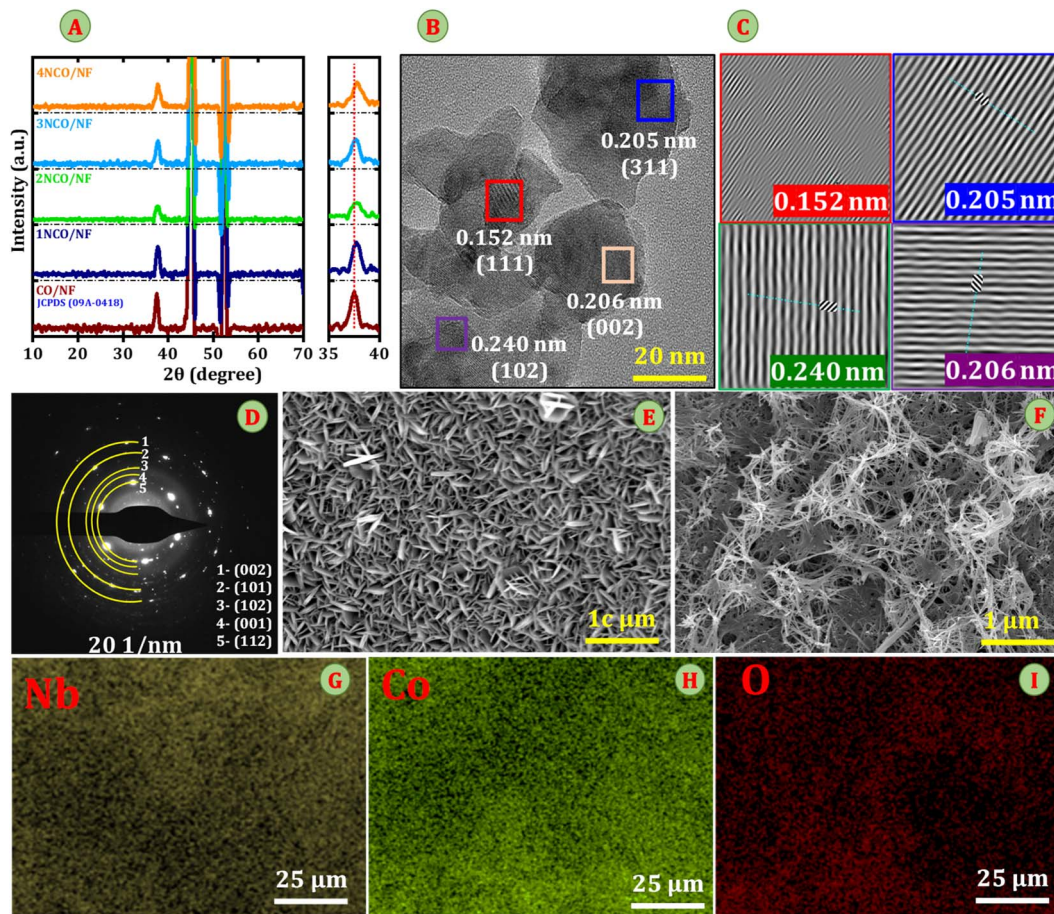 A
B
C
Intensity (a.u.)
4NCO/NF
3NCO/NF
2NCO/NF
1NCO/NF
CO/NF
JCPDS (09A-0418)
10 20 30 40 50 60 70
35 40
2θ (degree)
0.205 nm
(311)
0.152 nm
(111)
0.206 nm
(002)
0.240 nm
(102)
20 nm
0.152 nm
0.205 nm
0.240 nm
0.206 nm
D
1
2
3
4
5
1- (002)
2- (101)
3- (102)
4- (001)
5- (112)
20 1/nm
E
1c µm
F
1 µm
Nb
G
25 µm
Co
H
25 µm
O
I
25 µm